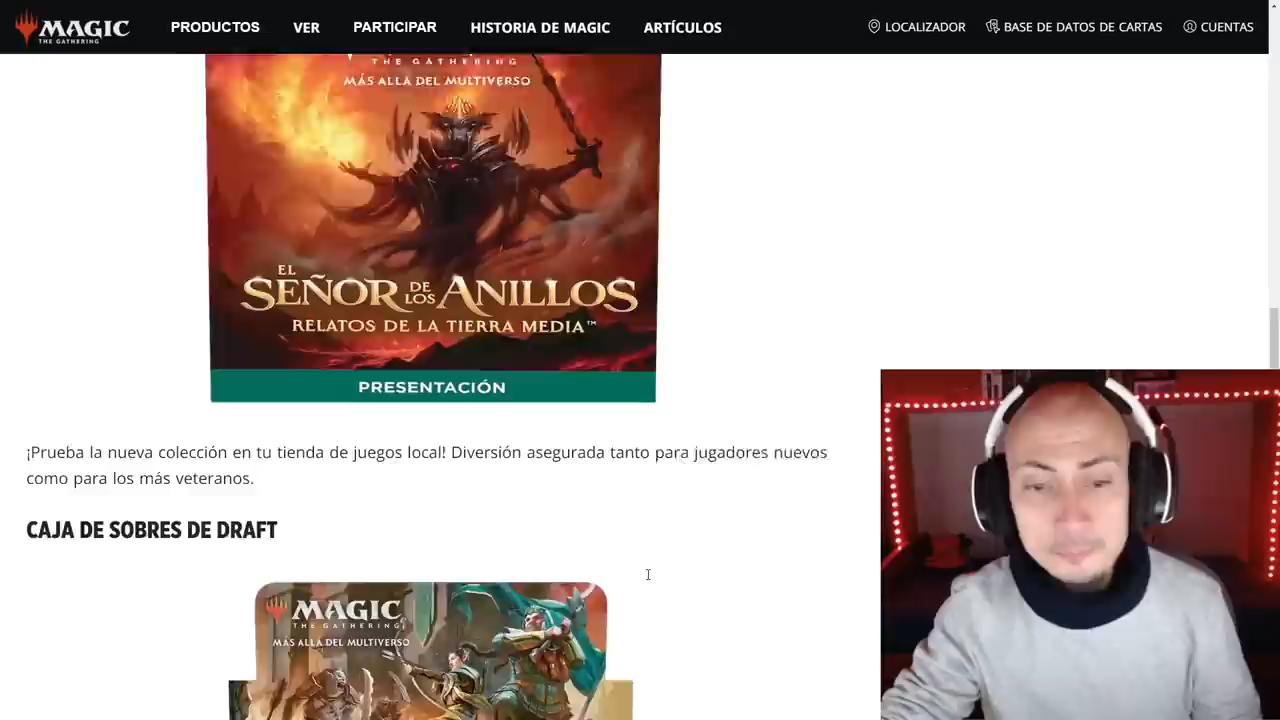 MAGIC
THE GATHERING
PRODUCTOS
VER
PARTICIPAR
HISTORIA DE MAGIC
ARTÍCULOS
LOCALIZADOR
BASE DE DATOS DE CARTAS
CUENTAS
THE GATHERING
MÁS ALLÁ DEL MULTIVERSO
EL
SEÑOR DE LOS ANILLOS
RELATOS DE LA TIERRA MEDIA™
PRESENTACIÓN
¡Prueba la nueva colección en tu tienda de juegos local! Diversión asegurada tanto para jugadores nuevos
como para los más veteranos.
CAJA DE SOBRES DE DRAFT
MAGIC
THE GATHERING
MÁS ALLÁ DEL MULTIVERSO